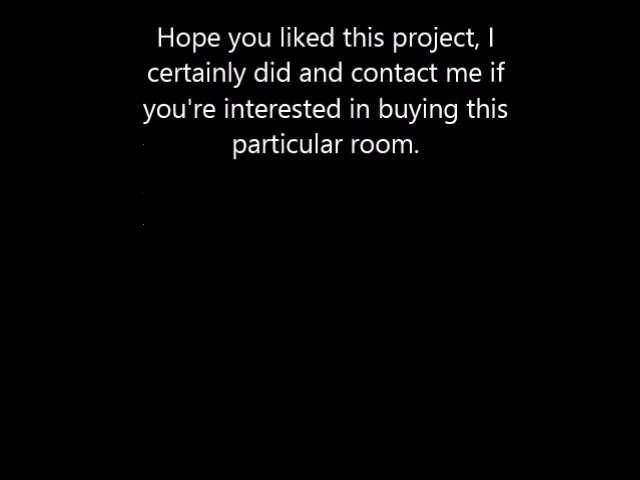 Hope you liked this project, I
certainly did and contact me if
you're interested in buying this
particular room.